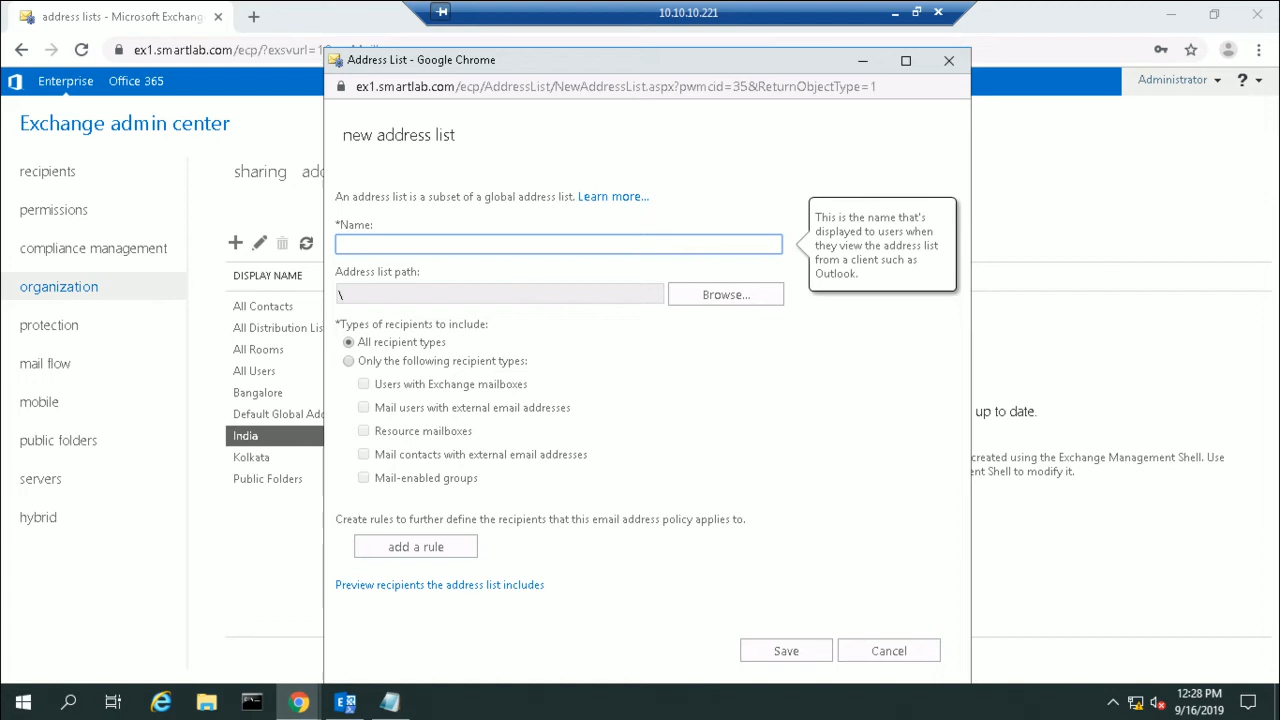 address lists - Microsoft Exchang
10.10.10.221
ex1.smartlab.com/ecp/?exsvurl=1
Address List - Google Chrome
ex1.smartlab.com/ecp/AddressList/NewAddressList.aspx?pwmcid=35&ReturnObjectType=1
Enterprise Office 365
Administrator ?
Exchange admin center
recipients
permissions
compliance management
organization
protection
mail flow
mobile
public folders
servers
hybrid
sharing add
DISPLAY NAME
All Contacts
All Distribution Lis
All Rooms
All Users
Bangalore
Default Global Add
India
Kolkata
Public Folders
new address list
An address list is a subset of a global address list. Learn more...
*Name:
This is the name that's
displayed to users when
they view the address list
from a client such as
Outlook.
Address list path:
\
Browse...
*Types of recipients to include:
All recipient types
Only the following recipient types:
Users with Exchange mailboxes
Mail users with external email addresses
Resource mailboxes
Mail contacts with external email addresses
Mail-enabled groups
Create rules to further define the recipients that this email address policy applies to.
add a rule
Preview recipients the address list includes
Save
Cancel
up to date.
created using the Exchange Management Shell. Use
ent Shell to modify it.
12:28 PM
9/16/2019